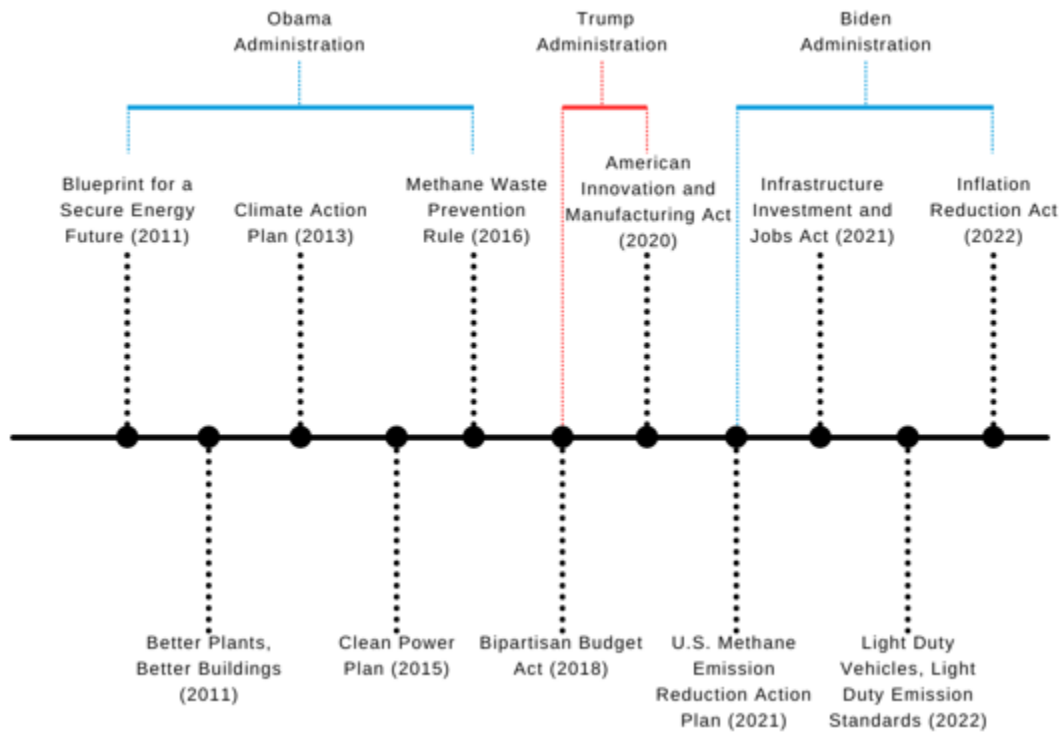 Obama
Administration
Trump
Administration
Biden
Administration
Blueprint for a
Secure Energy
Future (2011)
Climate Action
Plan (2013)
Methane Waste
Prevention
Rule (2016)
American
Innovation and
Manufacturing Act
(2020)
Infrastructure
Investment and
Jobs Act (2021)
Inflation
Reduction Act
(2022)
Better Plants,
Better Buildings
(2011)
Clean Power
Plan (2015)
Bipartisan Budget
Act (2018)
U.S. Methane
Emission
Reduction Action
Plan (2021)
Light Duty
Vehicles, Light
Duty Emission
Standards (2022)